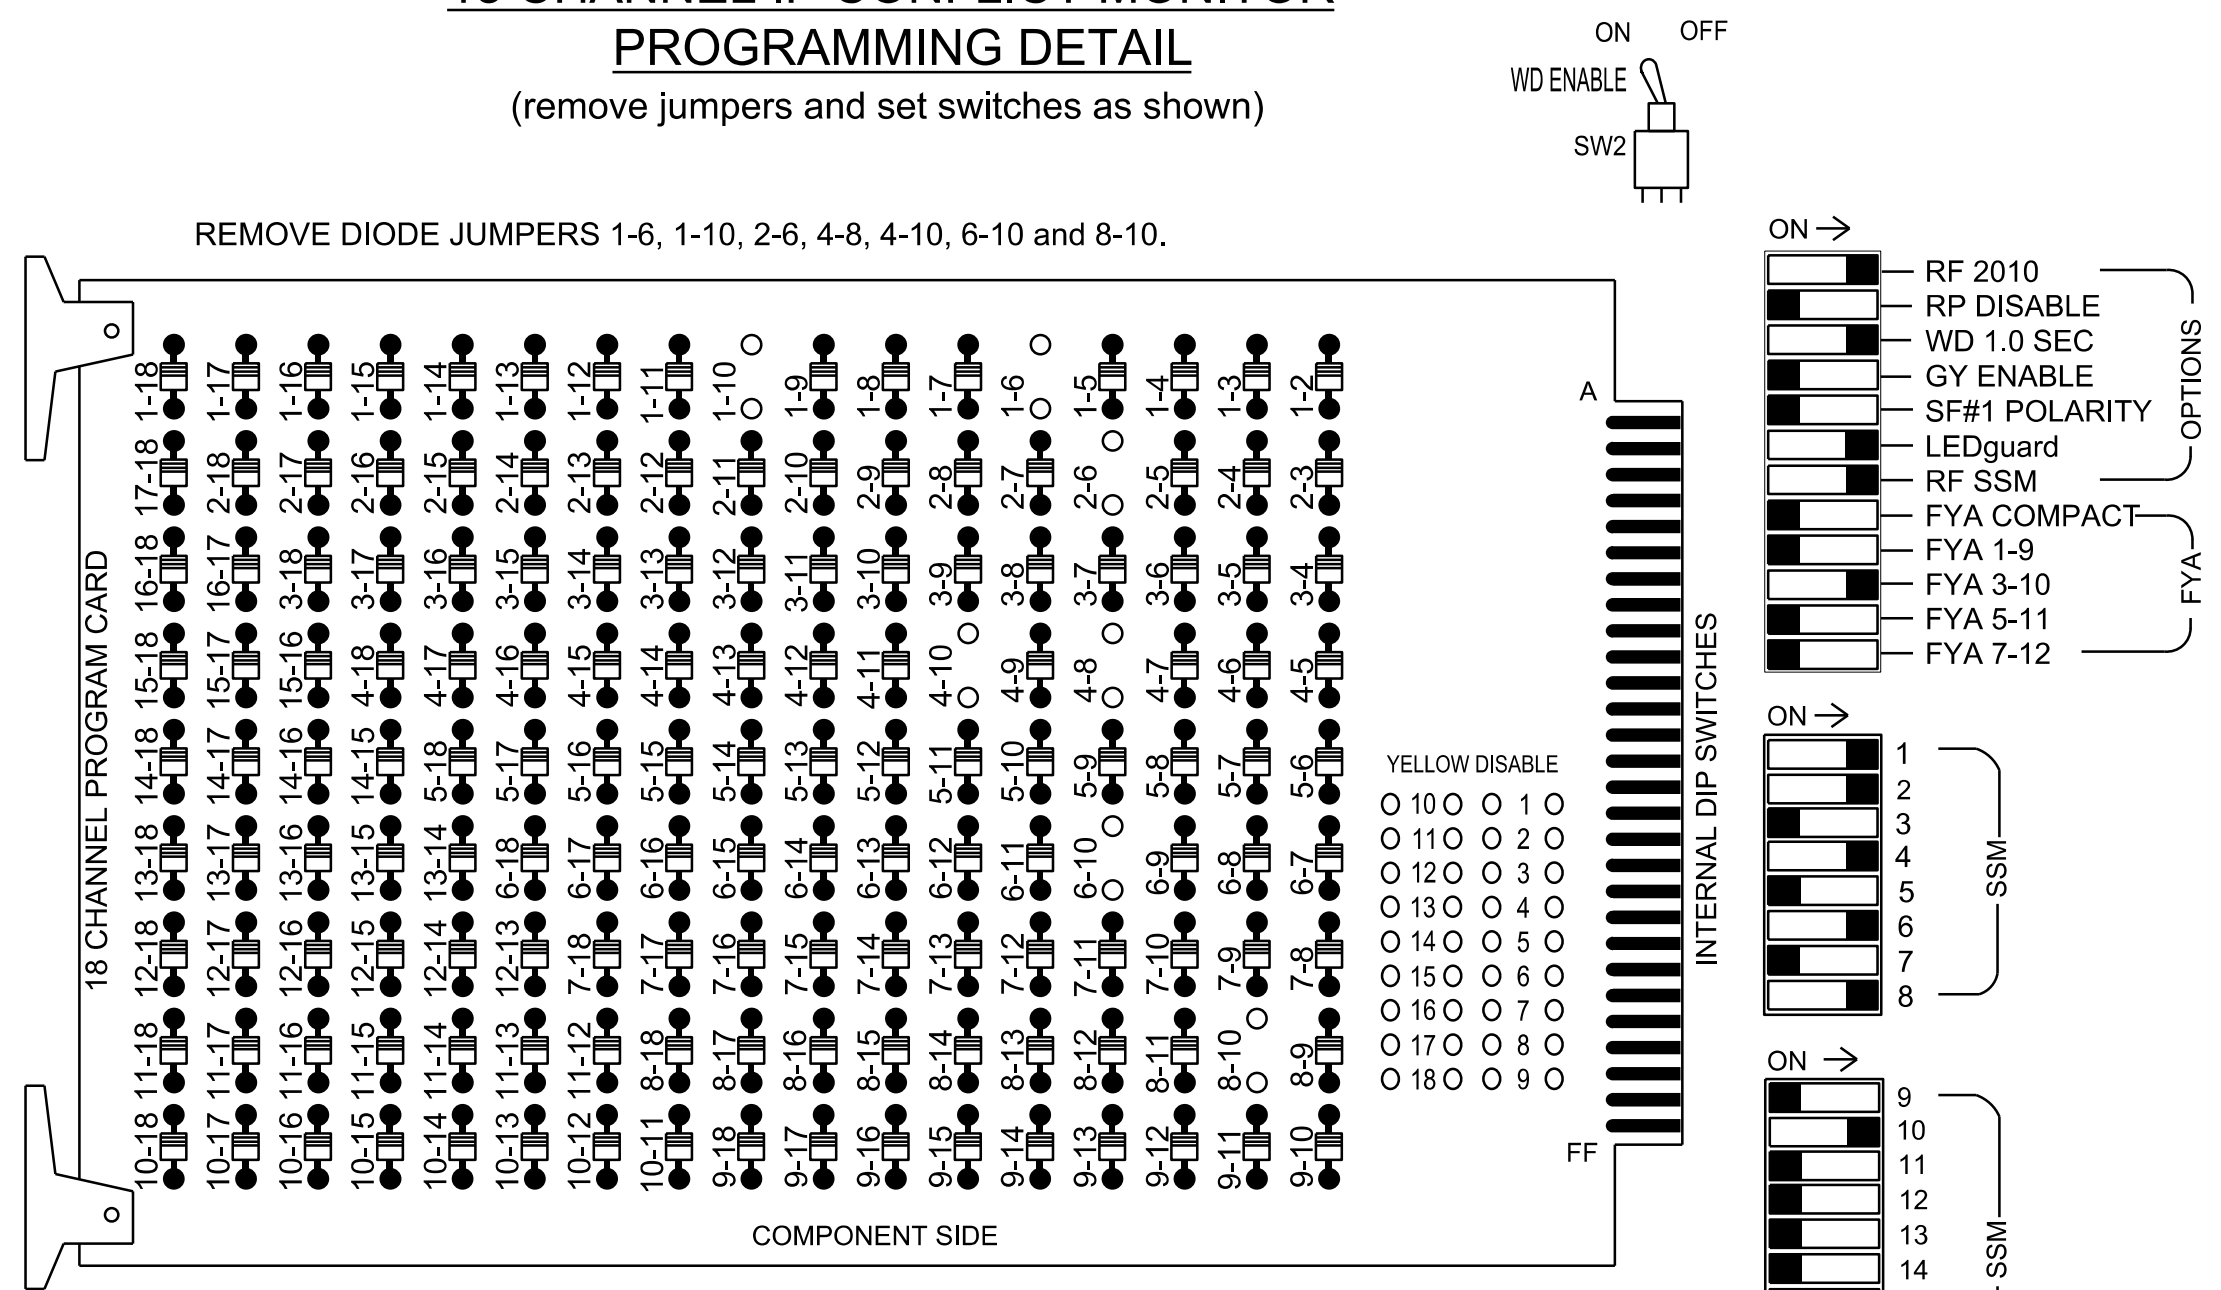 PROGRAMMING DETAIL
(remove jumpers and set switches as shown)
ON OFF
WD ENABLE
SW2
REMOVE DIODE JUMPERS 1-6, 1-10, 2-6, 4-8, 4-10, 6-10 and 8-10.
18 CHANNEL PROGRAM CARD
1-18 1-17 1-16 1-15 1-14 1-13 1-12 1-11 1-10 1-9 1-8 1-7 1-6 1-5 1-4 1-3 1-2
17-18 2-18 2-17 2-16 2-15 2-14 2-13 2-12 2-11 2-10 2-9 2-8 2-7 2-6 2-5 2-4 2-3
16-18 16-17 3-18 3-17 3-16 3-15 3-14 3-13 3-12 3-11 3-10 3-9 3-8 3-7 3-6 3-5 3-4
15-18 15-17 15-16 4-18 4-17 4-16 4-15 4-14 4-13 4-12 4-11 4-10 4-9 4-8 4-7 4-6 4-5
14-18 14-17 14-16 14-15 5-18 5-17 5-16 5-15 5-14 5-13 5-12 5-11 5-10 5-9 5-8 5-7 5-6
13-18 13-17 13-16 13-15 13-14 6-18 6-17 6-16 6-15 6-14 6-13 6-12 6-11 6-10 6-9 6-8 6-7
12-18 12-17 12-16 12-15 12-14 12-13 7-18 7-17 7-16 7-15 7-14 7-13 7-12 7-11 7-10 7-9 7-8
11-18 11-17 11-16 11-15 11-14 11-13 11-12 8-18 8-17 8-16 8-15 8-14 8-13 8-12 8-11 8-10 8-9
10-18 10-17 10-16 10-15 10-14 10-13 10-12 10-11 9-18 9-17 9-16 9-15 9-14 9-13 9-12 9-11 9-10
COMPONENT SIDE
YELLOW DISABLE
10 1
11 2
12 3
13 4
14 5
15 6
16 7
17 8
18 9
A
FF
INTERNAL DIP SWITCHES
ON
RF 2010
RP DISABLE
WD 1.0 SEC
GY ENABLE
SF#1 POLARITY
LEDguard
RF SSM
OPTIONS
FYA COMPACT
FYA 1-9
FYA 3-10
FYA 5-11
FYA 7-12
FYA
ON
1
2
3
4
5
6
7
8
SSM
ON
9
10
11
12
13
14
SSM